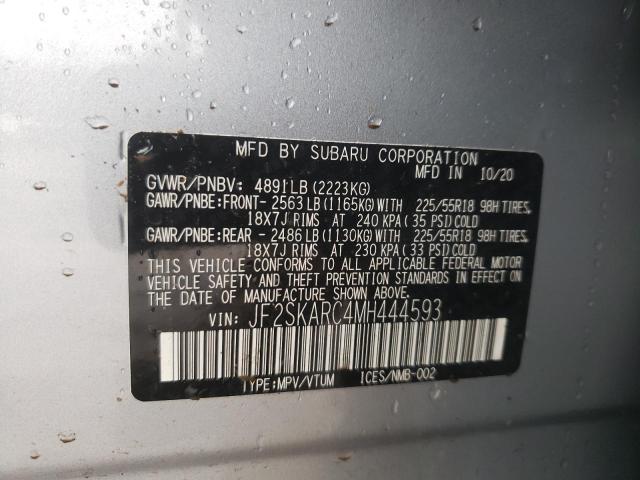 MFD BY SUBARU CORPORATION
MFD IN 10/20
GVWR/PNBV: 4891LB (2223KG)
GAWR/PNBE:FRONT- 2563 LB (1165KG) WITH 225/55R18 98H TIRES,
18X7J RIMS AT 240 KPA ( 35 PSI) COLD
GAWR/PNBE:REAR - 2486 LB (1130KG) WITH 225/55R18 98H TIRES,
18X7J RIMS AT 230 KPA ( 33 PSI) COLD
THIS VEHICLE CONFORMS TO ALL APPLICABLE FEDERAL MOTOR
VEHICLE SAFETY AND THEFT PREVENTION STANDARDS IN EFFECT ON
THE DATE OF MANUFACTURE SHOWN ABOVE.
VIN: JF2SKARC4MH444593
TYPE:MPV/VTUM ICES/NMB-002